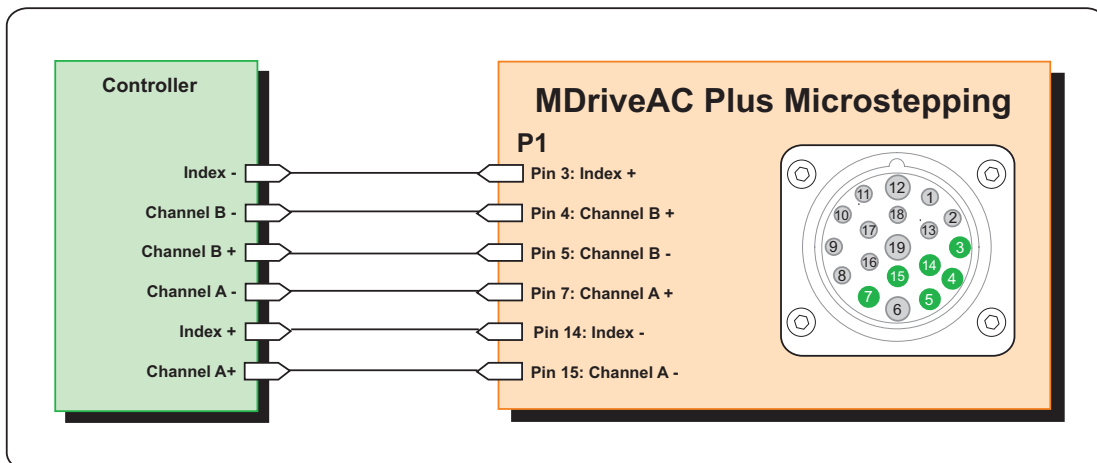 Controller
MDriveAC Plus Microstepping
P1
Index -
Pin 3: Index +
Channel B -
Pin 4: Channel B +
Channel B +
Pin 5: Channel B -
Channel A -
Pin 7: Channel A +
Index +
Pin 14: Index -
Channel A+
Pin 15: Channel A -
12
11
1
10
18
2
17
13
9
19
3
16
14
8
15
4
7
5
6